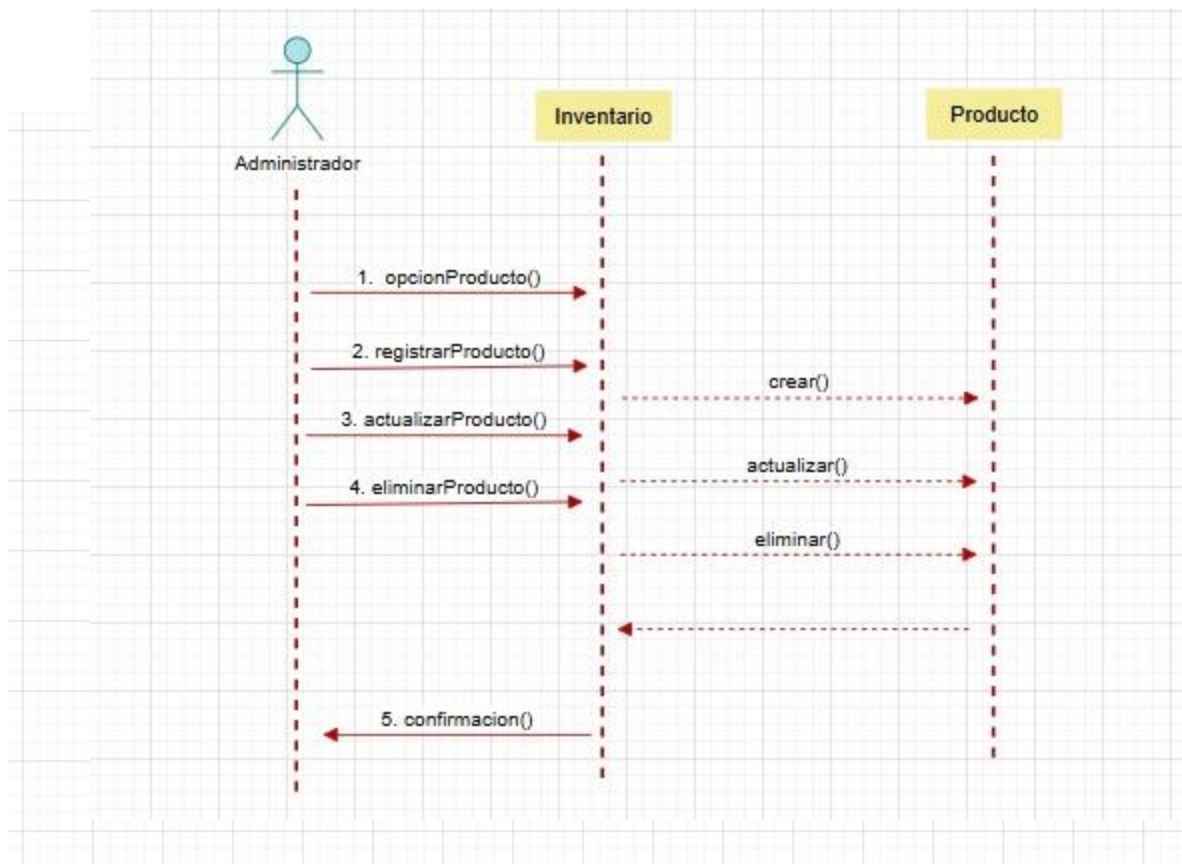 Administrador
Inventario
Producto
1. opcionProducto()
2. registrarProducto()
crear()
3. actualizarProducto()
actualizar()
4. eliminarProducto()
eliminar()
5. confirmacion()